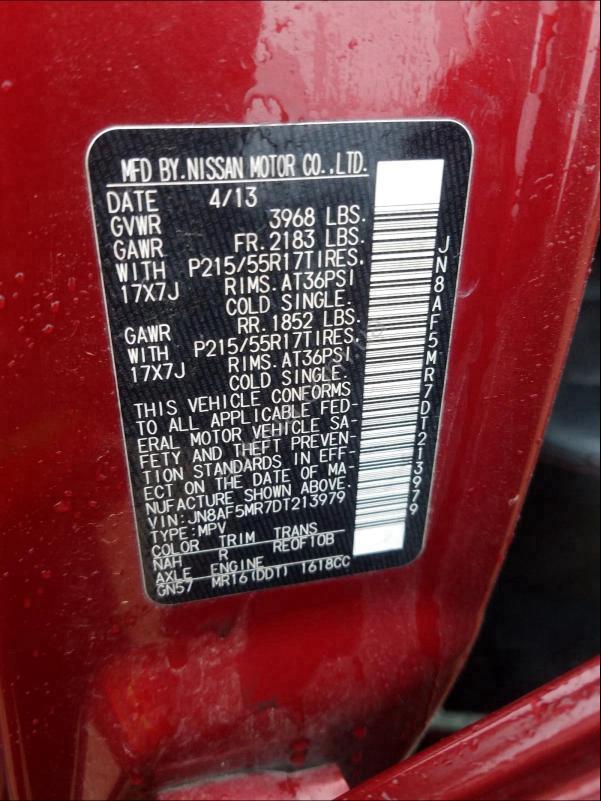 MFD BY.NISSAN MOTOR CO.,LTD.
DATE 4/13
GVWR 3968 LBS.
GAWR FR.2183 LBS.
WITH P215/55R17TIRES.
17X7J RIMS.AT36PSI
COLD SINGLE.
GAWR RR.1852 LBS.
WITH P215/55R17TIRES.
17X7J RIMS.AT36PSI
COLD SINGLE.
THIS VEHICLE CONFORMS
TO ALL APPLICABLE FED-
ERAL MOTOR VEHICLE SA-
FETY AND THEFT PREVEN-
TION STANDARDS IN EFF-
ECT ON THE DATE OF MA-
NUFACTURE SHOWN ABOVE.
VIN:JN8AF5MR7DT213979
TYPE:MPV
COLOR TRIM TRANS
NAH R RE0F10B
AXLE ENGINE
GN57 MR16(DDT) 1618CC
JN8AF5MR7DT213979